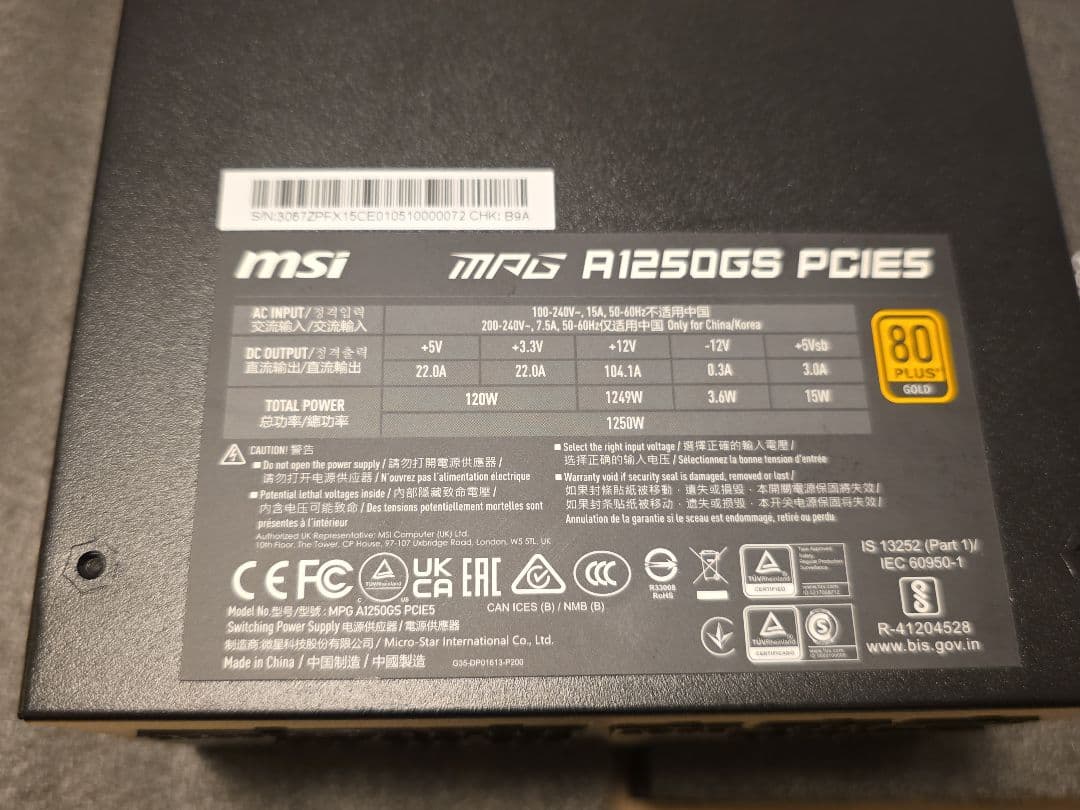 S/N:3067ZPFX15CE010510000072 CHK: B9A
msi MPG A1250GS PCIE5
AC INPUT/정격입력 100-240V~, 15A, 50-60Hz不适用中国
交流输入/交流輸入 200-240V~, 7.5A, 50-60Hz仅适用中国 Only for China/Korea
DC OUTPUT/정격출력 +5V +3.3V +12V -12V +5Vsb
直流输出/直流輸出 22.0A 22.0A 104.1A 0.3A 3.0A
TOTAL POWER 120W 1249W 3.6W 15W
总功率/總功率 1250W
80
PLUS
GOLD
CAUTION! 警告
■ Do not open the power supply / 請勿打開電源供應器 /
请勿打开电源供应器 / N'ouvrez pas l'alimentation électrique
■ Potential lethal voltages inside / 內部隱藏致命電壓 /
内含电压可能致命 / Des tensions potentiellement mortelles sont
présentes à l'intérieur
■ Select the right input voltage / 選擇正確的輸入電壓 /
选择正确的输入电压 / Sélectionnez la bonne tension d'entrée
■ Warranty void if security seal is damaged, removed or lost /
如果封條貼紙被移動﹑遺失或損毀﹐本開關電源保固將失效 /
如果封条贴纸被移动﹑遗失或损毁﹐本开关电源保固将失效 /
Annulation de la garantie si le sceau est endommagé, retiré ou perdu
Authorized UK Representative: MSI Computer (UK) Ltd.
10th Floor, The Tower, CP House, 97-107 Uxbridge Road, London, W5 5TL, UK
CE FC TÜVRheinland C US UK CA EAC CCC
CAN ICES (B) / NMB (B)
R33008
RoHS
TÜVRheinland
CERTIFIED
Type Approved
Safety
Regular Production
Surveillance
TÜVRheinland
CERTIFICADO
S
IS 13252 (Part 1)/
IEC 60950-1
R-41204528
www.bis.gov.in
Model No.型号/型號 : MPG A1250GS PCIE5
Switching Power Supply 电源供应器 / 電源供應器
制造商:微星科技股份有限公司 / Micro-Star International Co., Ltd.
Made in China / 中国制造 / 中國製造 G35-DP01613-P200